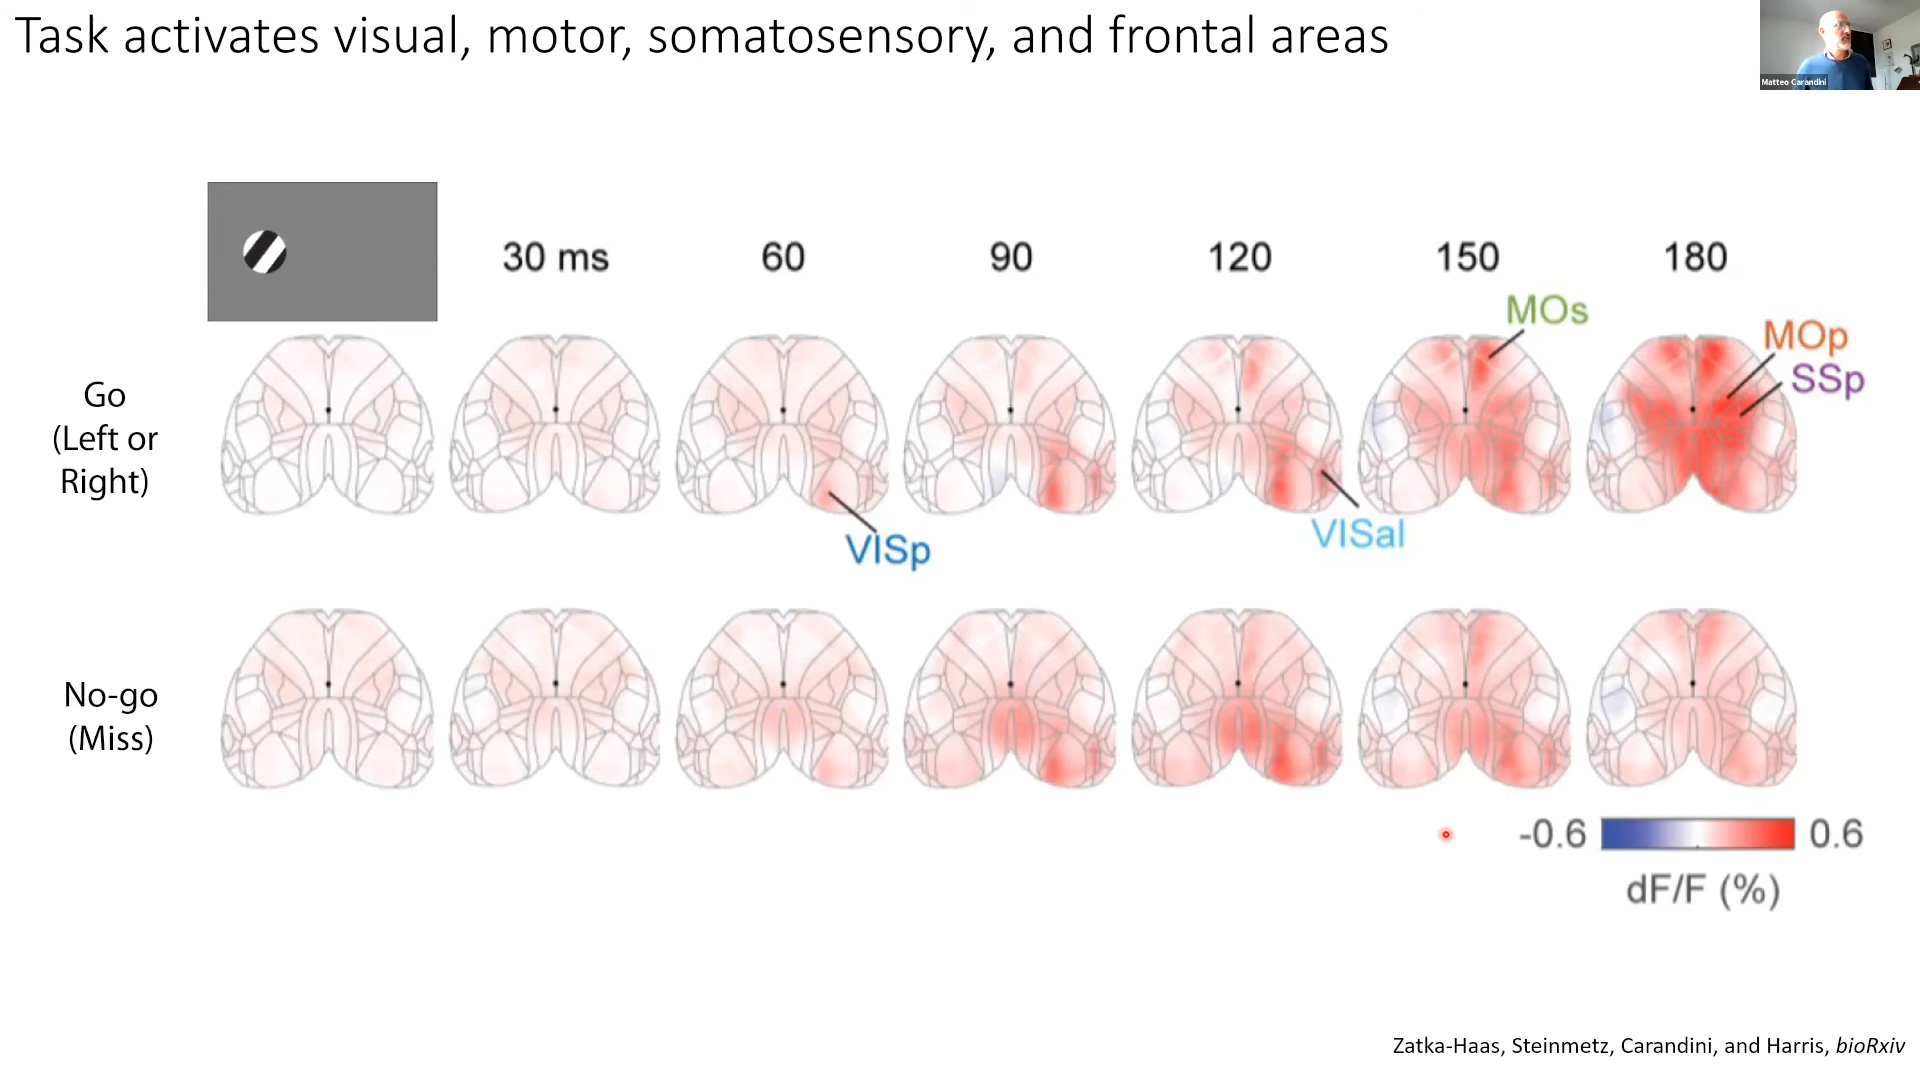 Task activates visual, motor, somatosensory, and frontal areas
Matteo Carandini
30 ms
60
90
120
150
180
MOs
MOp
SSp
Go
(Left or
Right)
VISp
VISal
No-go
(Miss)
-0.6
0.6
dF/F (%)
Zatka-Haas, Steinmetz, Carandini, and Harris, bioRxiv